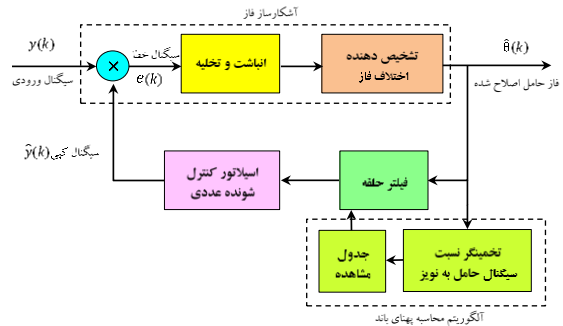 آشکارساز فاز
y(k)
سیگنال ورودی
سیگنال خطا
e(k)
انباشت و تخلیه
تشخیص دهنده
اختلاف فاز
θ̂(k)
فاز حامل اصلاح شده
سیگنال کپی ŷ(k)
اسیلاتور کنترل
شونده عددی
فیلتر حلقه
جدول
مشاهده
تخمینگر نسبت
سیگنال حامل به نویز
آلگوریتم محاسبه پهنای باند